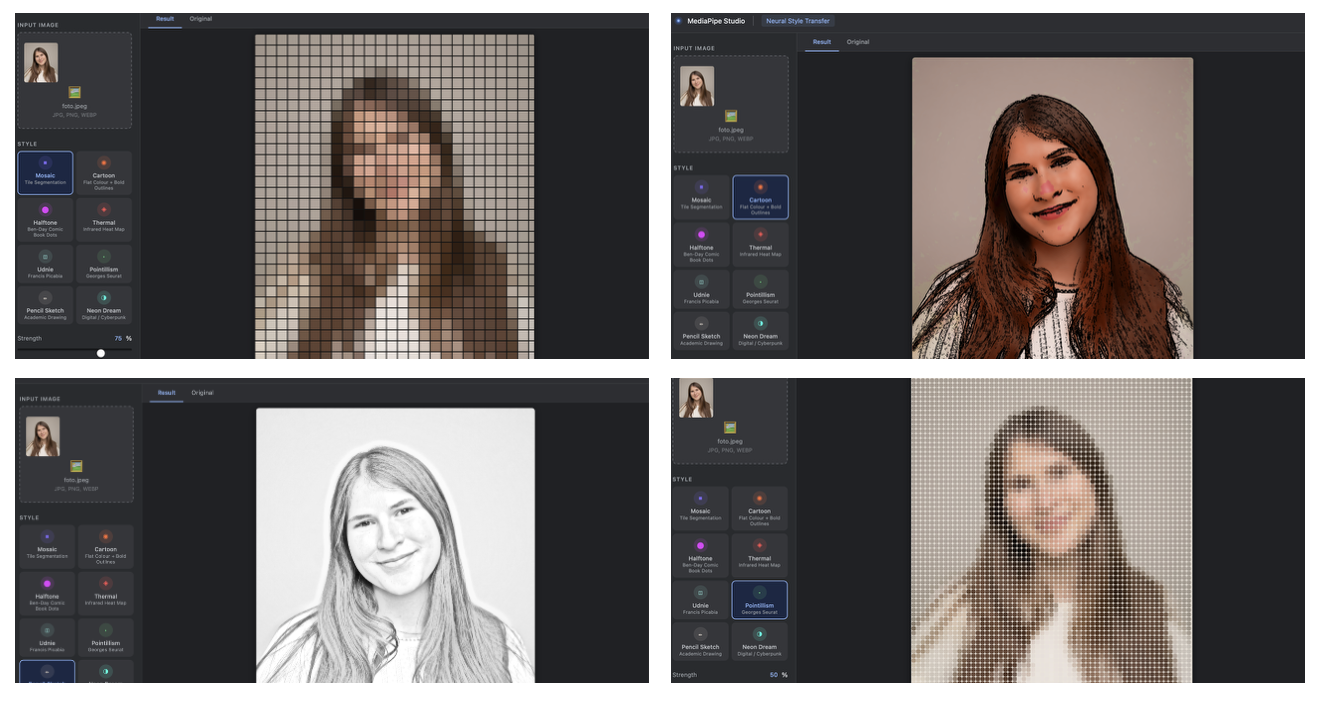 Result Original
INPUT IMAGE
foto.jpeg
JPG, PNG, WEBP
STYLE
Mosaic
Tile Segmentation
Cartoon
Flat Colour + Bold
Outlines
Halftone
Ben-Day Comic
Book Dots
Thermal
Infrared Heat Map
Udnie
Francis Picabia
Pointillism
Georges Seurat
Pencil Sketch
Academic Drawing
Neon Dream
Digital / Cyberpunk
Strength 75 %
MediaPipe Studio Neural Style Transfer
Result Original
INPUT IMAGE
foto.jpeg
JPG, PNG, WEBP
STYLE
Mosaic
Tile Segmentation
Cartoon
Flat Colour + Bold
Outlines
Halftone
Ben-Day Comic
Book Dots
Thermal
Infrared Heat Map
Udnie
Francis Picabia
Pointillism
Georges Seurat
Pencil Sketch
Academic Drawing
Neon Dream
Digital / Cyberpunk
Result Original
INPUT IMAGE
foto.jpeg
JPG, PNG, WEBP
STYLE
Mosaic
Tile Segmentation
Cartoon
Flat Colour + Bold
Outlines
Halftone
Ben-Day Comic
Book Dots
Thermal
Infrared Heat Map
Udnie
Francis Picabia
Pointillism
Georges Seurat
foto.jpeg
JPG, PNG, WEBP
STYLE
Mosaic
Tile Segmentation
Cartoon
Flat Colour + Bold
Outlines
Halftone
Ben-Day Comic
Book Dots
Thermal
Infrared Heat Map
Udnie
Francis Picabia
Pointillism
Georges Seurat
Pencil Sketch
Academic Drawing
Neon Dream
Digital / Cyberpunk
Strength 50 %